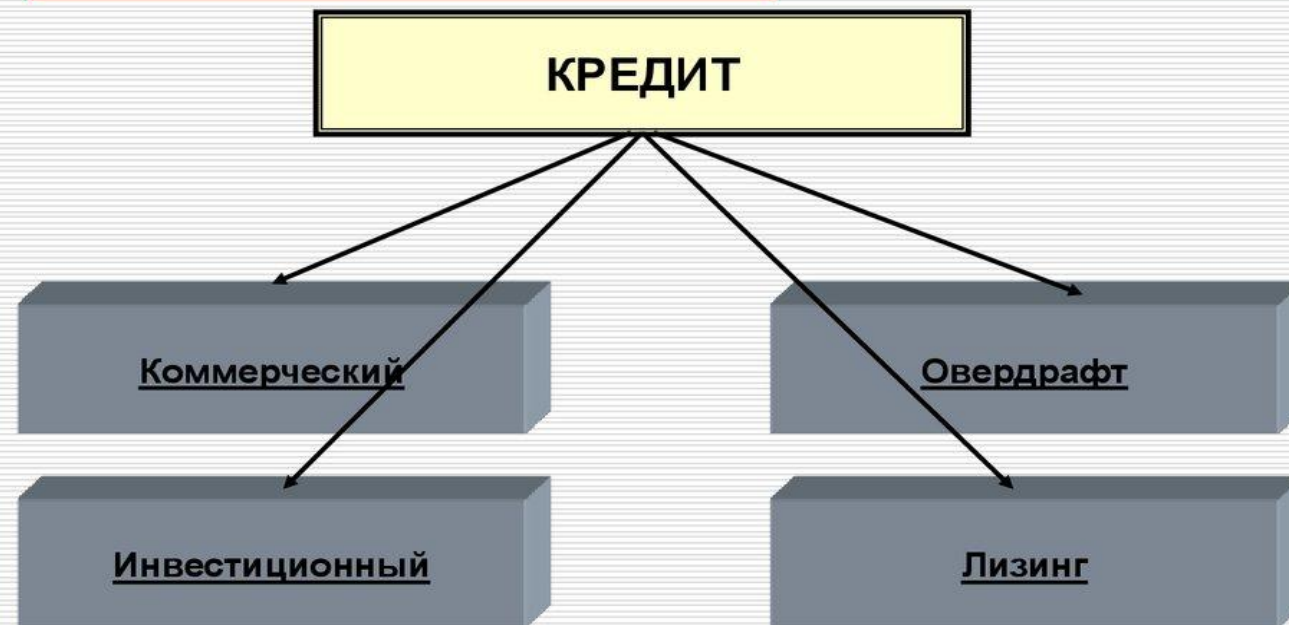 КРЕДИТ
Коммерческий
Овердрафт
Инвестиционный
Лизинг